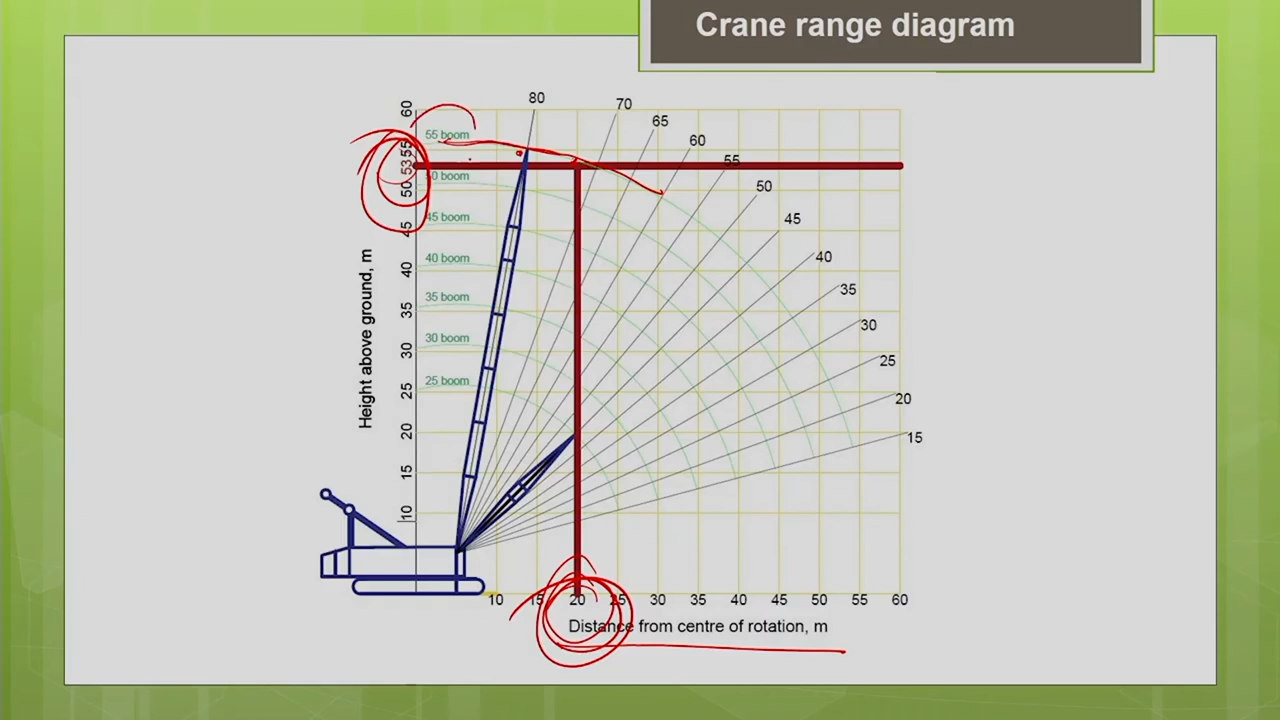 Crane range diagram
60
55
53
50
45
40
35
30
25
20
15
10
Height above ground, m
55 boom
50 boom
45 boom
40 boom
35 boom
30 boom
25 boom
80
70
65
60
55
50
45
40
35
30
25
20
15
10 15 20 25 30 35 40 45 50 55 60
Distance from centre of rotation, m